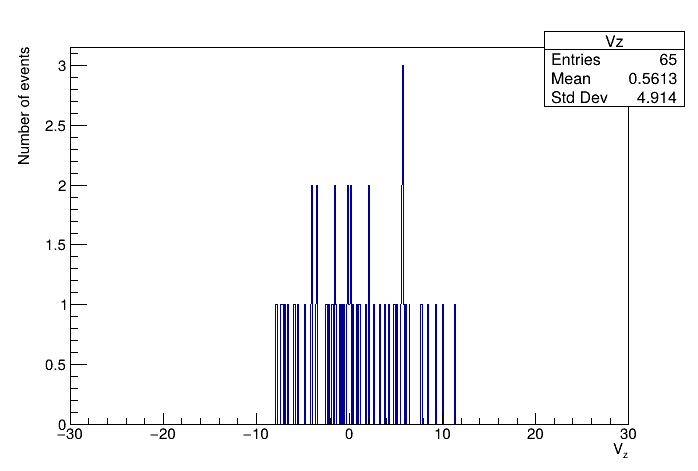 Vz
Entries 65
Mean 0.5613
Std Dev 4.914
Number of events
3
2.5
2
1.5
1
0.5
0
−30 −20 −10 0 10 20 30
Vz